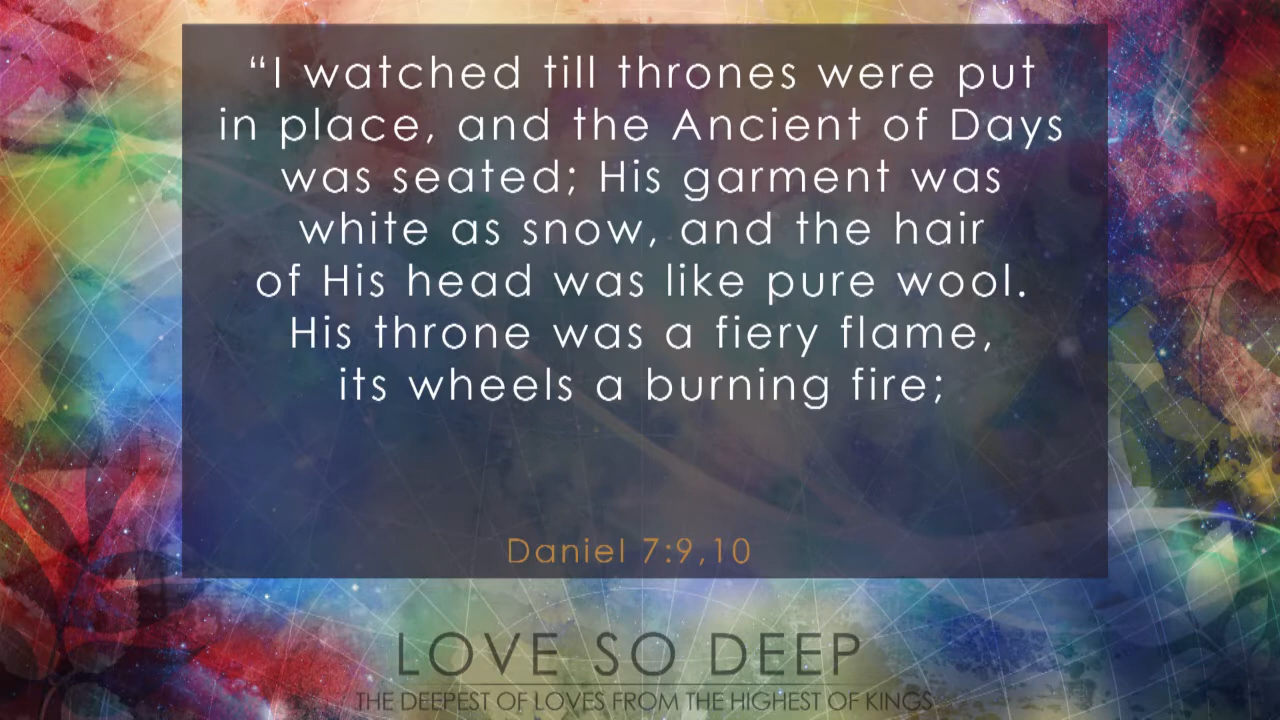 “I watched till thrones were put
in place, and the Ancient of Days
was seated; His garment was
white as snow, and the hair
of His head was like pure wool.
His throne was a fiery flame,
its wheels a burning fire;
Daniel 7:9,10
LOVE SO DEEP
THE DEEPEST OF LOVES FROM THE HIGHEST OF KINGS